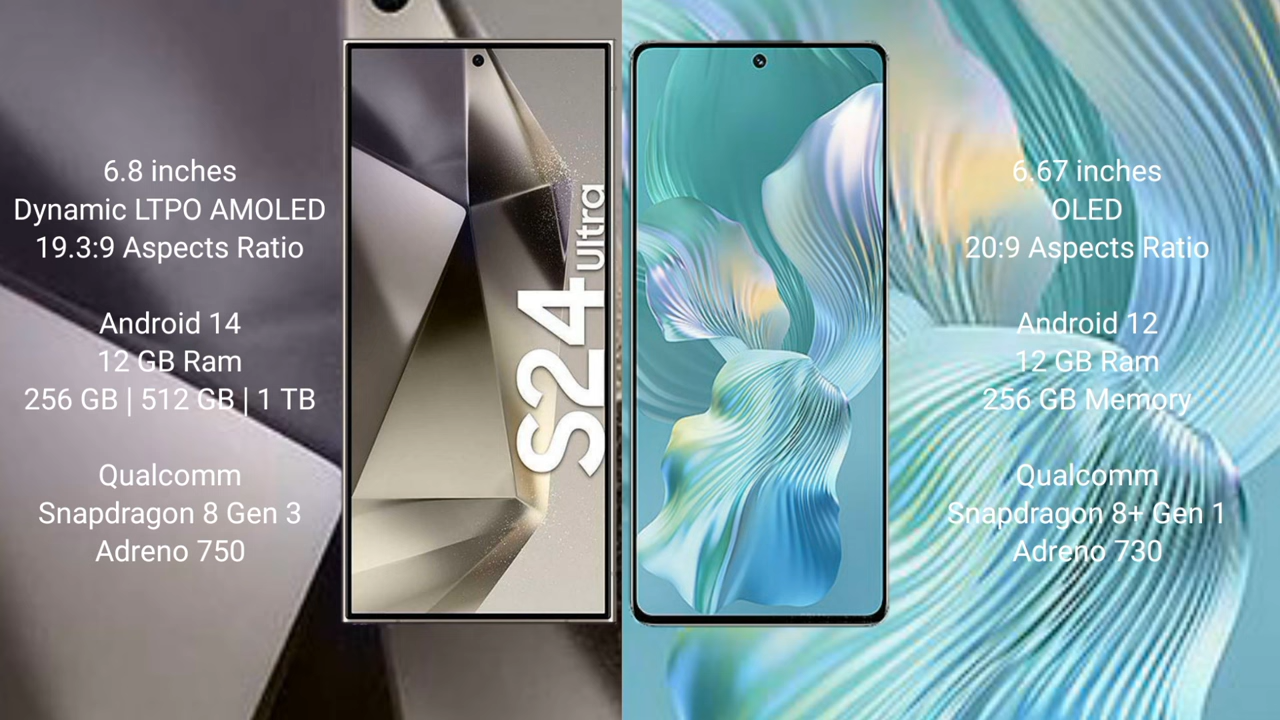 6.8 inches
Dynamic LTPO AMOLED
19.3:9 Aspects Ratio
Android 14
12 GB Ram
256 GB | 512 GB | 1 TB
Qualcomm
Snapdragon 8 Gen 3
Adreno 750
S24 Ultra
6.67 inches
OLED
20:9 Aspects Ratio
Android 12
12 GB Ram
256 GB Memory
Qualcomm
Snapdragon 8+ Gen 1
Adreno 730